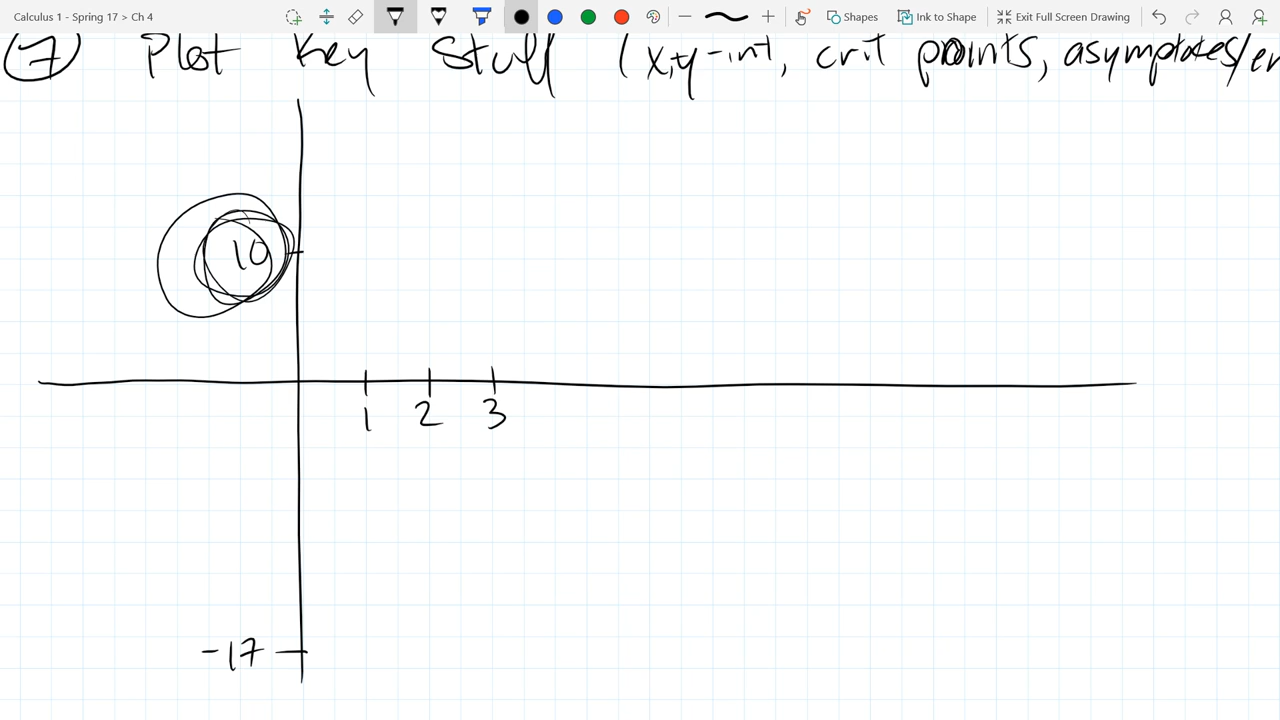 Calculus 1 - Spring 17 > Ch 4
Shapes Ink to Shape Exit Full Screen Drawing
(7) Plot Key Stuff (x,y-int, crit points, asymptotes/en
10
1 2 3
-17